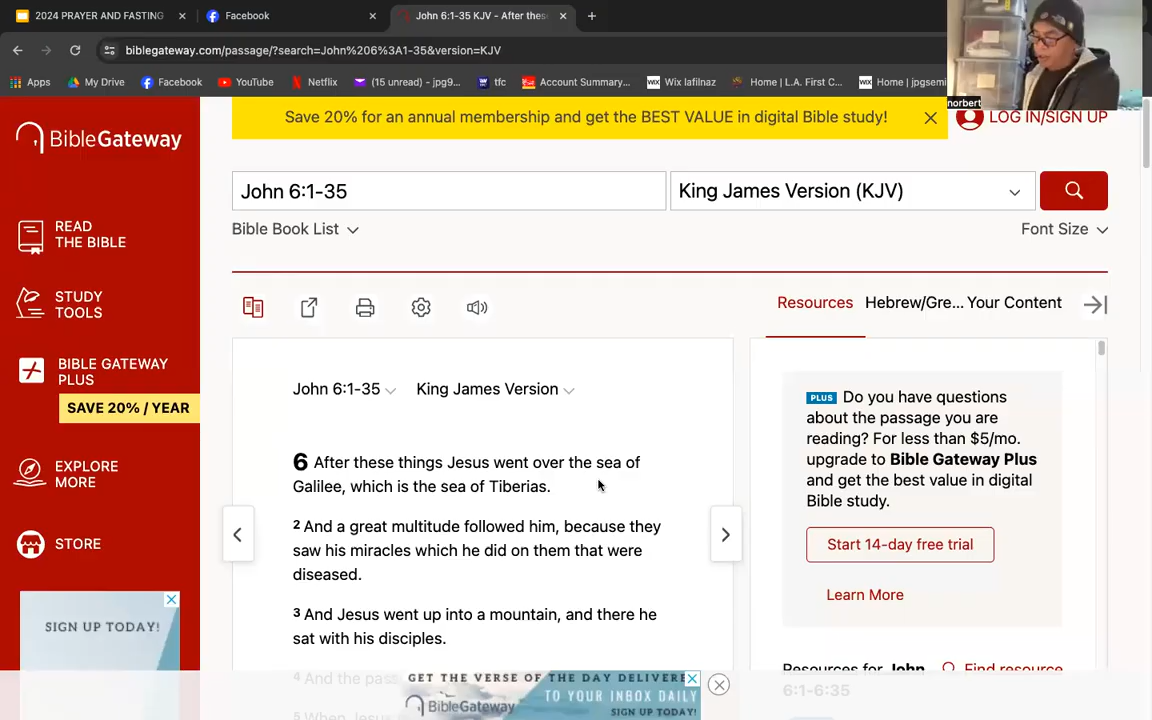 2024 PRAYER AND FASTING
Facebook
John 6:1-35 KJV - After these
biblegateway.com/passage/?search=John%206%3A1-35&version=KJV
Apps
My Drive
Facebook
YouTube
Netflix
(15 unread) - jpg9...
tfc
Account Summary...
Wix lafilnaz
Home | L.A. First C...
Home | jpgsemi
norbert
BibleGateway
Save 20% for an annual membership and get the BEST VALUE in digital Bible study!
LOG IN/SIGN UP
John 6:1-35
King James Version (KJV)
Bible Book List
Font Size
READ
THE BIBLE
STUDY
TOOLS
BIBLE GATEWAY
PLUS
SAVE 20% / YEAR
EXPLORE
MORE
STORE
SIGN UP TODAY!
Resources
Hebrew/Gre...
Your Content
John 6:1-35
King James Version
6 After these things Jesus went over the sea of
Galilee, which is the sea of Tiberias.
2 And a great multitude followed him, because they
saw his miracles which he did on them that were
diseased.
3 And Jesus went up into a mountain, and there he
sat with his disciples.
4 And the pas
5 When Jesus
PLUS Do you have questions
about the passage you are
reading? For less than $5/mo.
upgrade to Bible Gateway Plus
and get the best value in digital
Bible study.
Start 14-day free trial
Learn More
Resources for John
6:1-6:35
Find resource
GET THE VERSE OF THE DAY DELIVERE
TO YOUR INBOX DAILY
BibleGateway
SIGN UP TODAY!